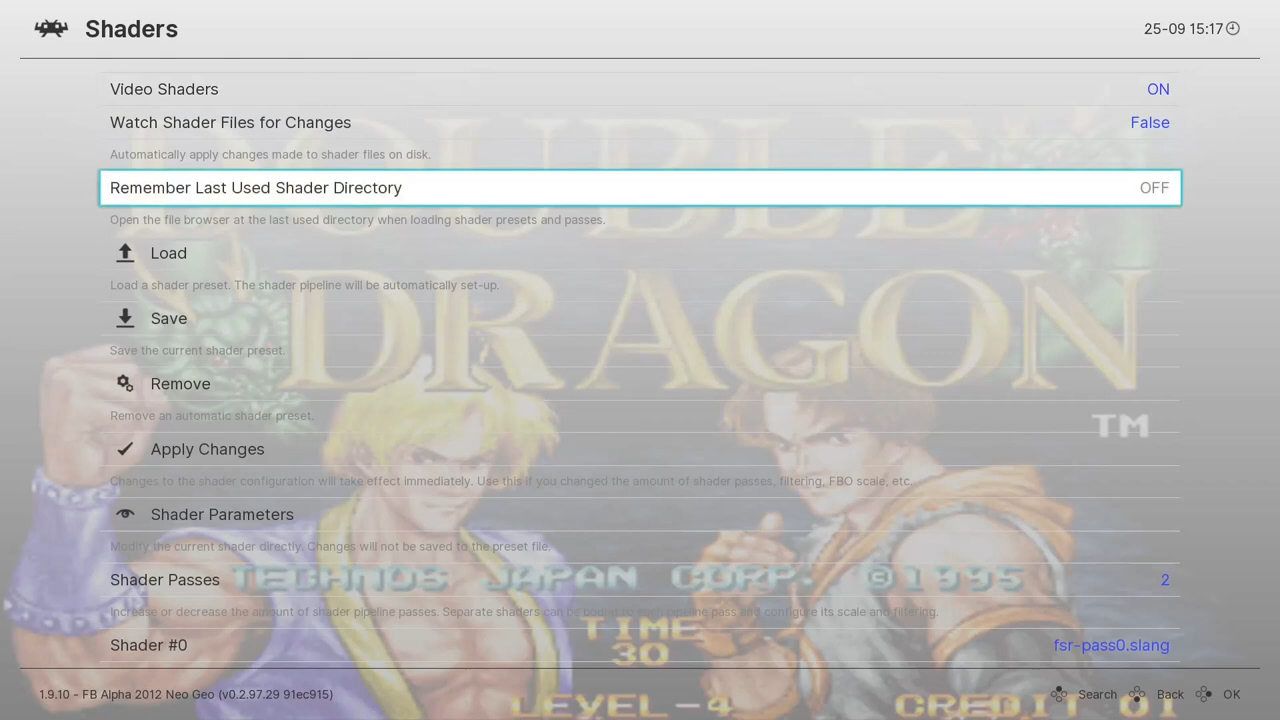 Shaders
25-09 15:17
Video Shaders ON
Watch Shader Files for Changes False
Automatically apply changes made to shader files on disk.
Remember Last Used Shader Directory OFF
Open the file browser at the last used directory when loading shader presets and passes.
Load
Load a shader preset. The shader pipeline will be automatically set-up.
Save
Save the current shader preset.
Remove
Remove an automatic shader preset.
Apply Changes
Changes to the shader configuration will take effect immediately. Use this if you changed the amount of shader passes, filtering, FBO scale, etc.
Shader Parameters
Modify the current shader directly. Changes will not be saved to the preset file.
Shader Passes 2
Increase or decrease the amount of shader pipeline passes. Separate shaders can be bound to each pipeline pass and configure its scale and filtering.
Shader #0 fsr-pass0.slang
1.9.10 - FB Alpha 2012 Neo Geo (v0.2.97.29 91ec915)
Search Back OK
DOUBLE
DRAGON
TM
TECHNOS JAPAN CORP. ©1995
TIME
30
LEVEL-4 CREDIT 01